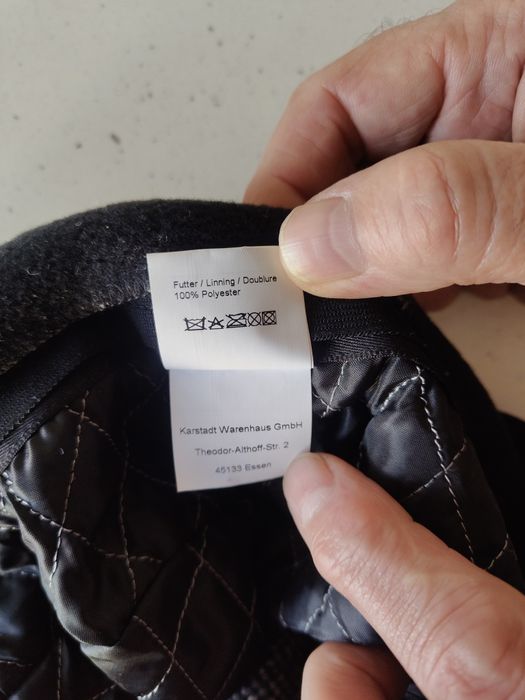 Futter / Linning / Doublure
100% Polyester
Karstadt Warenhaus GmbH
Theodor-Althoff-Str. 2
45133 Essen